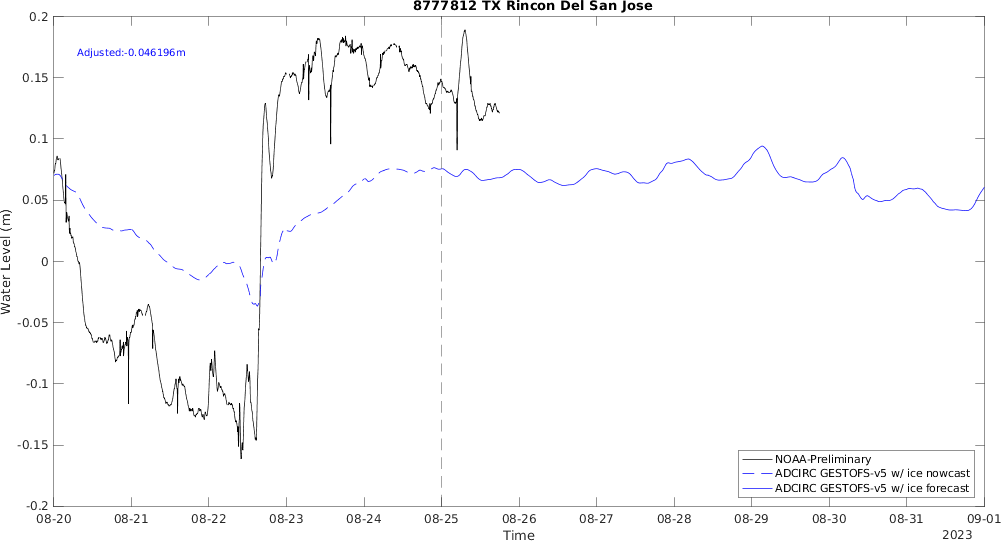 8777812 TX Rincon Del San Jose
Adjusted:-0.046196m
Water Level (m)
0.2
0.15
0.1
0.05
0
-0.05
-0.1
-0.15
-0.2
NOAA-Preliminary
ADCIRC GESTOFS-v5 w/ ice nowcast
ADCIRC GESTOFS-v5 w/ ice forecast
08-20 08-21 08-22 08-23 08-24 08-25 08-26 08-27 08-28 08-29 08-30 08-31 09-01
Time
2023